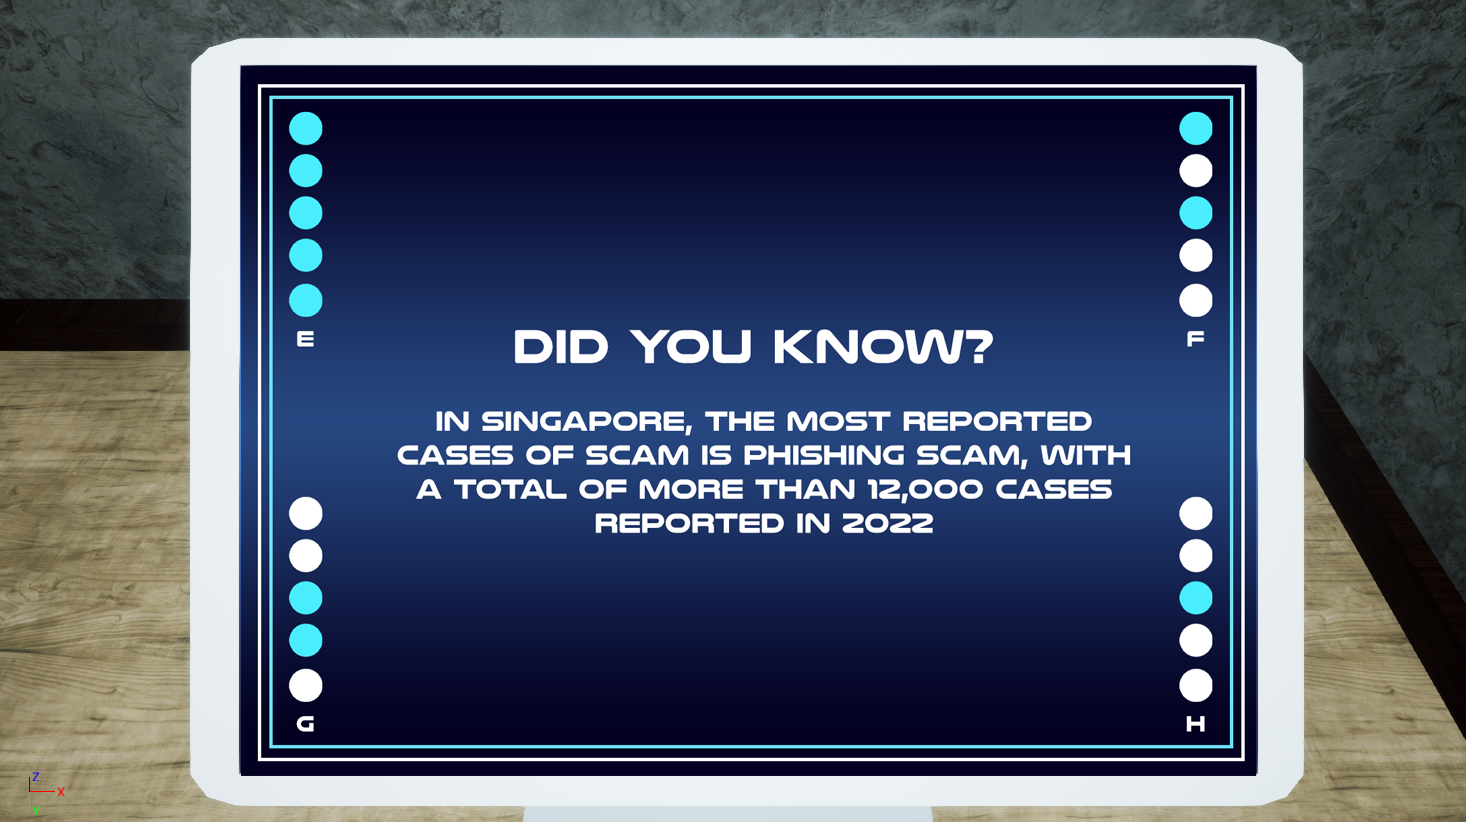 E
F
DID YOU KNOW?
IN SINGAPORE, THE MOST REPORTED
CASES OF SCAM IS PHISHING SCAM, WITH
A TOTAL OF MORE THAN 12,000 CASES
REPORTED IN 2022
G
H
Z
X
Y